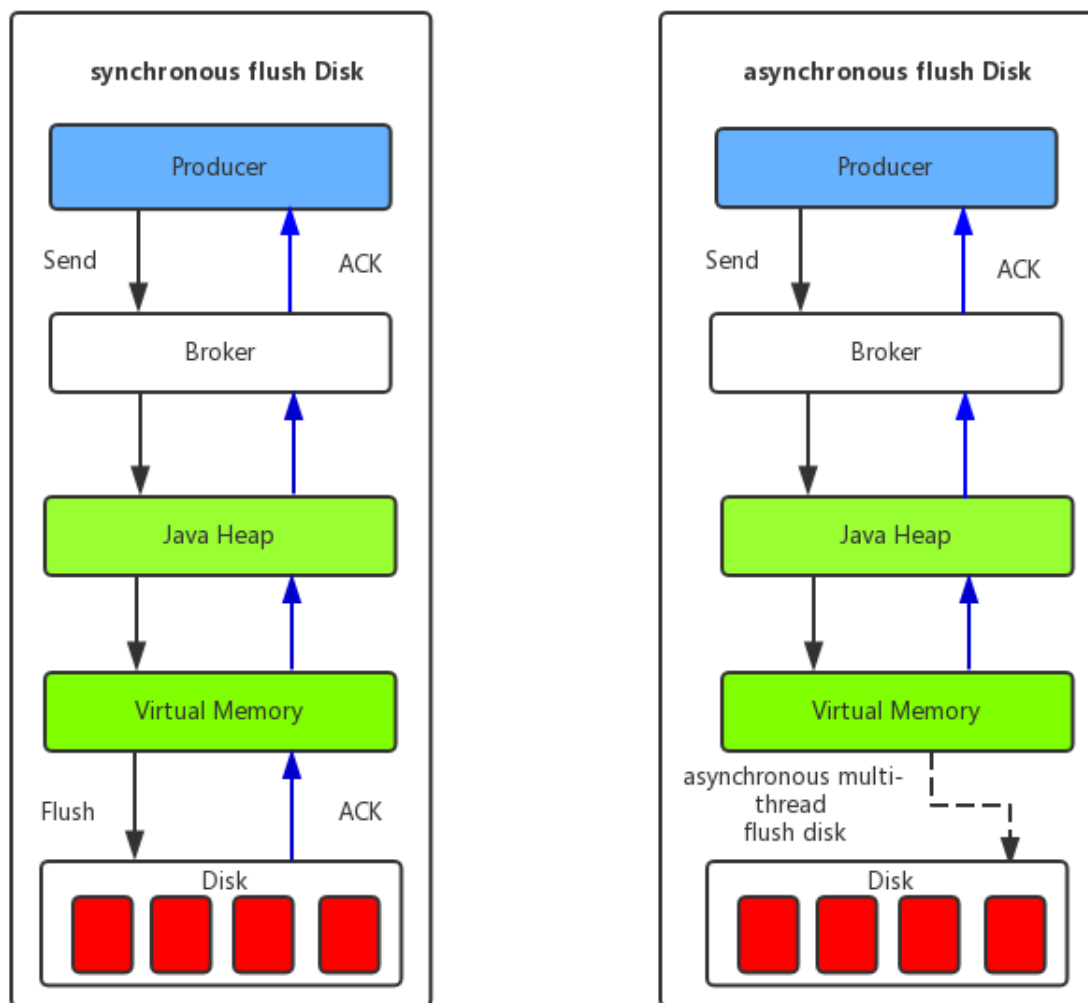 synchronous flush Disk
Producer
Send
ACK
Broker
Java Heap
Virtual Memory
Flush
ACK
Disk
asynchronous flush Disk
Producer
Send
ACK
Broker
Java Heap
Virtual Memory
asynchronous multi-
thread
flush disk
Disk